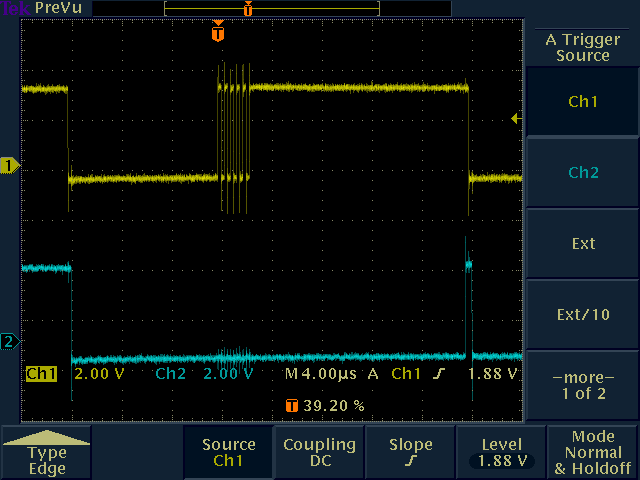 Tek PreVu
T
T
A Trigger
Source
Ch1
1
Ch2
Ext
2
Ext/10
Ch1 2.00 V Ch2 2.00 V M 4.00µs A Ch1 1.88 V
-more-
1 of 2
T 39.20 %
Type
Edge
Source
Ch1
Coupling
DC
Slope
Level
1.88 V
Mode
Normal
& Holdoff